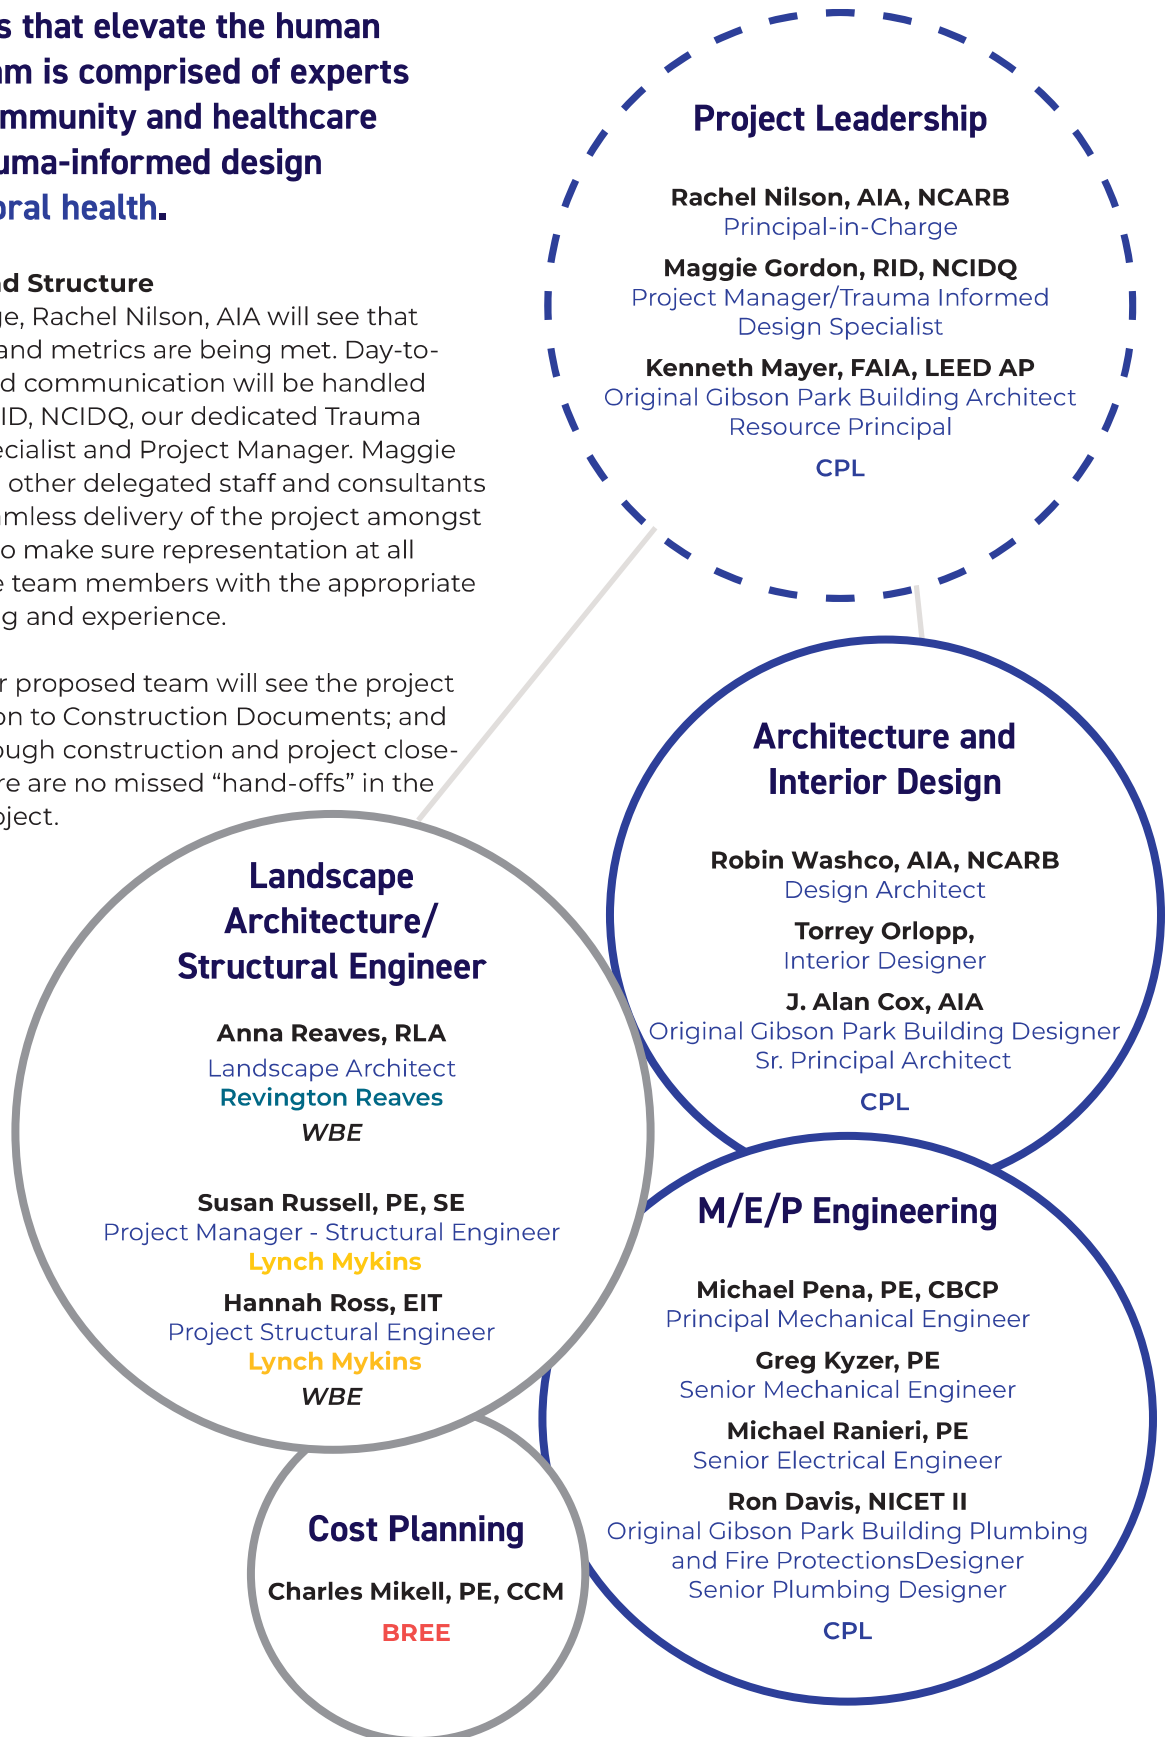 s that elevate the human
am is comprised of experts
mmunity and healthcare
uma-informed design
oral health.
nd Structure
ge, Rachel Nilson, AIA will see that
and metrics are being met. Day-to-
d communication will be handled
ID, NCIDQ, our dedicated Trauma
ecialist and Project Manager. Maggie
other delegated staff and consultants
amless delivery of the project amongst
o make sure representation at all
e team members with the appropriate
g and experience.
r proposed team will see the project
on to Construction Documents; and
ough construction and project close-
re are no missed “hand-offs” in the
oject.
Project Leadership
Rachel Nilson, AIA, NCARB
Principal-in-Charge
Maggie Gordon, RID, NCIDQ
Project Manager/Trauma Informed
Design Specialist
Kenneth Mayer, FAIA, LEED AP
Original Gibson Park Building Architect
Resource Principal
CPL
Architecture and
Interior Design
Robin Washco, AIA, NCARB
Design Architect
Torrey Orlopp,
Interior Designer
J. Alan Cox, AIA
Original Gibson Park Building Designer
Sr. Principal Architect
CPL
Landscape
Architecture/
Structural Engineer
Anna Reaves, RLA
Landscape Architect
Revington Reaves
WBE
Susan Russell, PE, SE
Project Manager - Structural Engineer
Lynch Mykins
Hannah Ross, EIT
Project Structural Engineer
Lynch Mykins
WBE
M/E/P Engineering
Michael Pena, PE, CBCP
Principal Mechanical Engineer
Greg Kyzer, PE
Senior Mechanical Engineer
Michael Ranieri, PE
Senior Electrical Engineer
Ron Davis, NICET II
Original Gibson Park Building Plumbing
and Fire ProtectionsDesigner
Senior Plumbing Designer
CPL
Cost Planning
Charles Mikell, PE, CCM
BREE